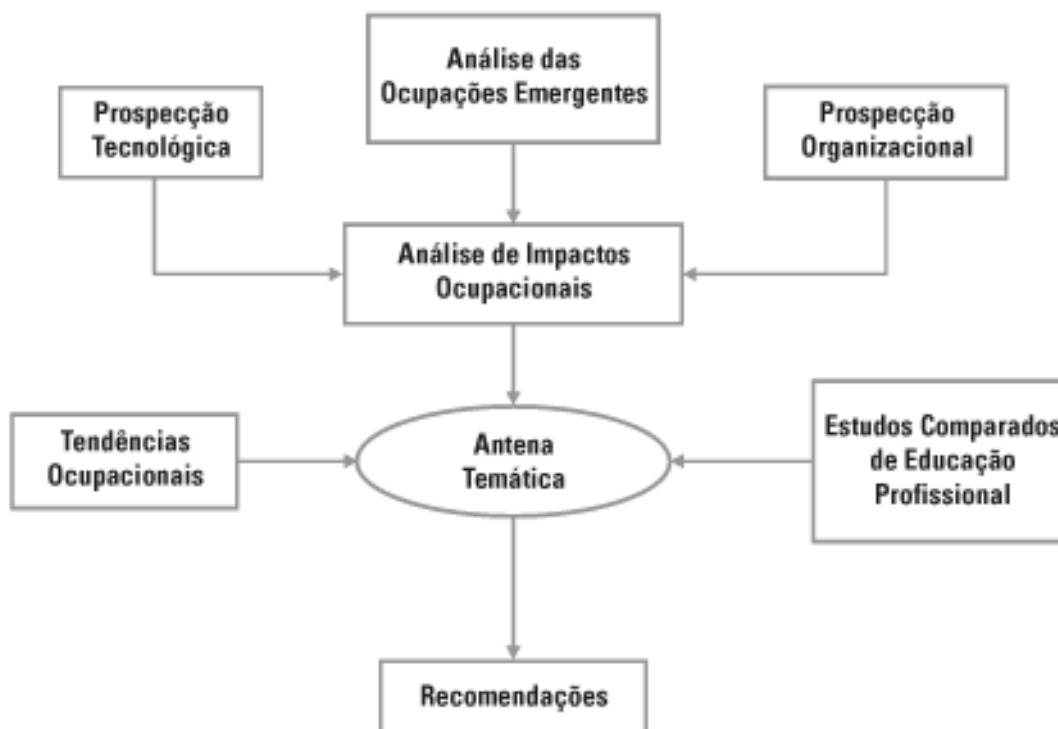 Análise das
Ocupações Emergentes
Prospecção
Tecnológica
Prospecção
Organizacional
Análise de Impactos
Ocupacionais
Tendências
Ocupacionais
Antena
Temática
Estudos Comparados
de Educação
Profissional
Recomendações